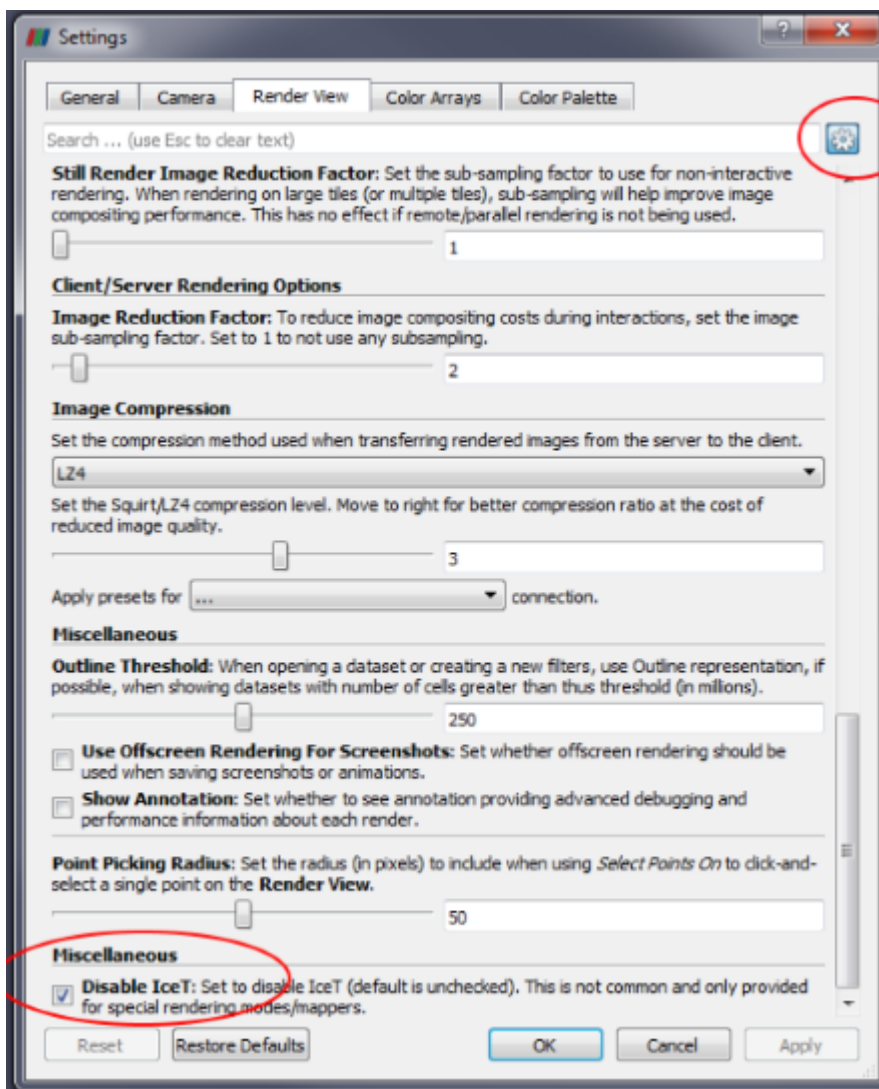 Settings
General Camera Render View Color Arrays Color Palette
Search ... (use Esc to clear text)
Still Render Image Reduction Factor: Set the sub-sampling factor to use for non-interactive
rendering. When rendering on large tiles (or multiple tiles), sub-sampling will help improve image
compositing performance. This has no effect if remote/parallel rendering is not being used.
1
Client/Server Rendering Options
Image Reduction Factor: To reduce image compositing costs during interactions, set the image
sub-sampling factor. Set to 1 to not use any subsampling.
2
Image Compression
Set the compression method used when transferring rendered images from the server to the client.
LZ4
Set the Squirt/LZ4 compression level. Move to right for better compression ratio at the cost of
reduced image quality.
3
Apply presets for ... connection.
Miscellaneous
Outline Threshold: When opening a dataset or creating a new filters, use Outline representation, if
possible, when showing datasets with number of cells greater than thus threshold (in millions).
250
Use Offscreen Rendering For Screenshots: Set whether offscreen rendering should be
used when saving screenshots or animations.
Show Annotation: Set whether to see annotation providing advanced debugging and
performance information about each render.
Point Picking Radius: Set the radius (in pixels) to include when using Select Points On to click-and-
select a single point on the Render View.
50
Miscellaneous
Disable IceT: Set to disable IceT (default is unchecked). This is not common and only provided
for special rendering modes/mappers.
Reset Restore Defaults OK Cancel Apply